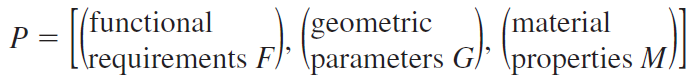 P = [(functional requirements F), (geometric parameters G), (material properties M)]